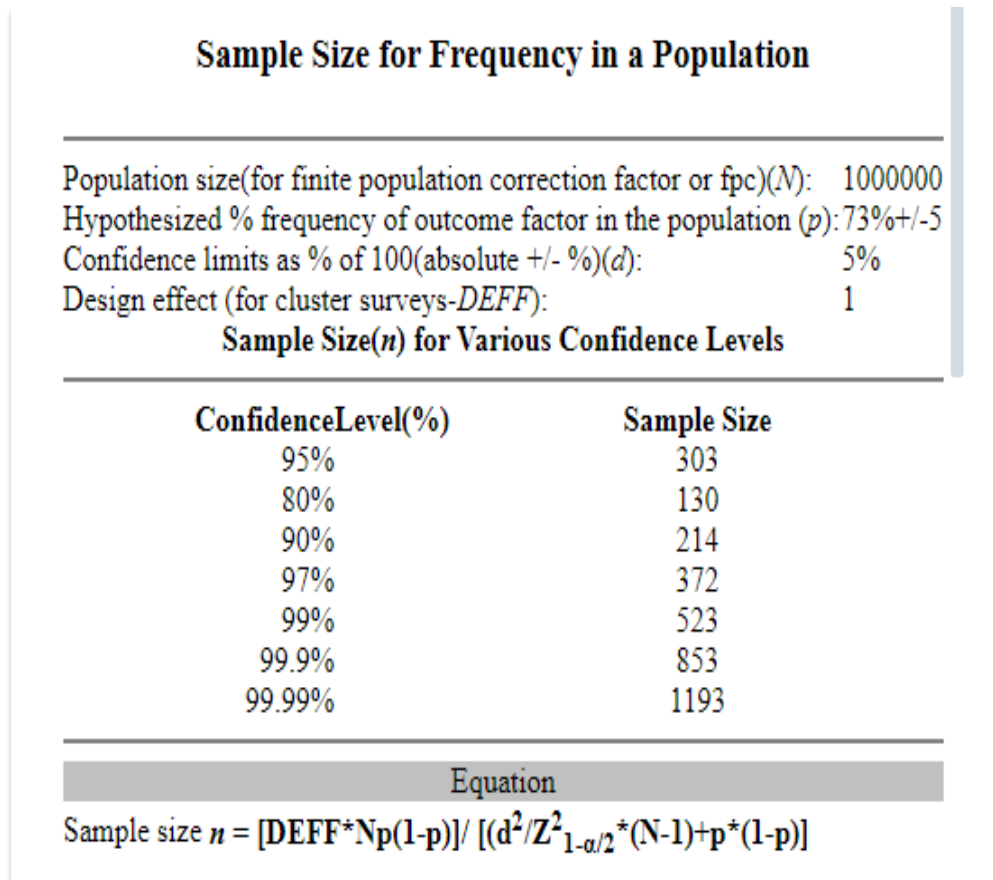 Sample Size for Frequency in a Population
Population size(for finite population correction factor or fpc)(N): 1000000
Hypothesized % frequency of outcome factor in the population (p):73%+/-5
Confidence limits as % of 100(absolute +/- %)(d): 5%
Design effect (for cluster surveys-DEFF): 1
Sample Size(n) for Various Confidence Levels
ConfidenceLevel(%) Sample Size
95% 303
80% 130
90% 214
97% 372
99% 523
99.9% 853
99.99% 1193
Equation
Sample size n = [DEFF*Np(1-p)]/ [(d²/Z²₁₋α/₂*(N-1)+p*(1-p)]